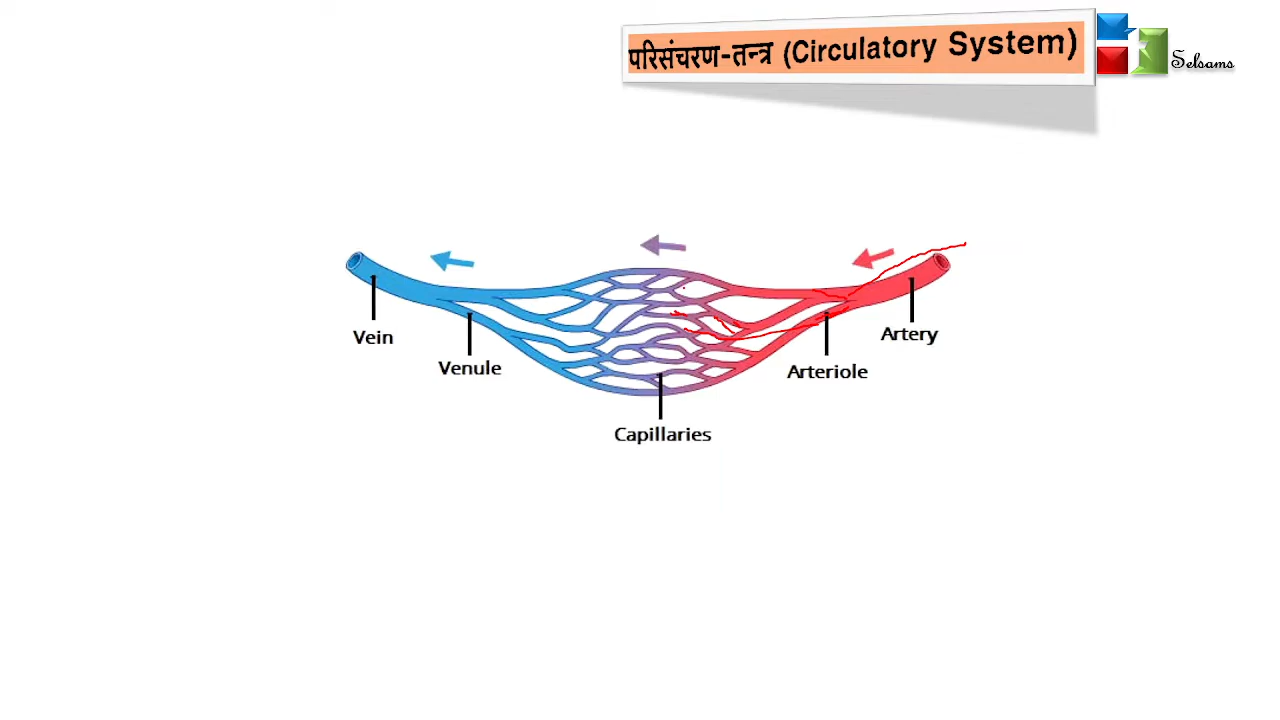 परिसंचरण-तन्त्र (Circulatory System)
Selsams
Vein
Venule
Capillaries
Arteriole
Artery